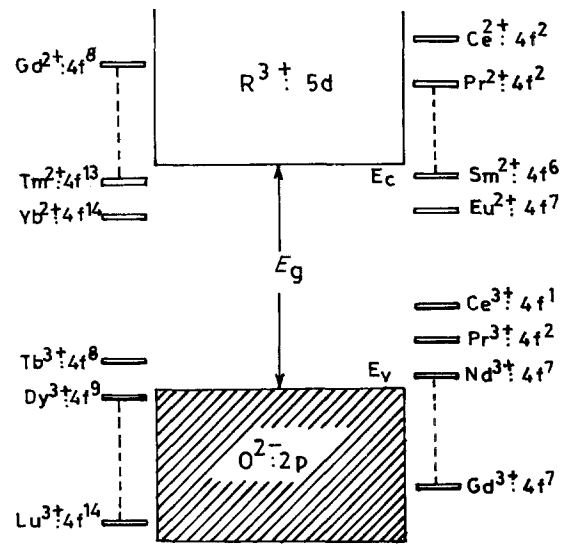 Ce²⁺: 4f²
Gd²⁺: 4f⁸
R³⁺: 5d
Pr²⁺: 4f²
Ec
Tm²⁺: 4f¹³
Sm²⁺: 4f⁶
Yb²⁺: 4f¹⁴
Eu²⁺: 4f⁷
Eg
Ce³⁺: 4f¹
Pr³⁺: 4f²
Tb³⁺: 4f⁸
Ev
Nd³⁺: 4f⁷
Dy³⁺: 4f⁹
O²⁻: 2p
Gd³⁺: 4f⁷
Lu³⁺: 4f¹⁴